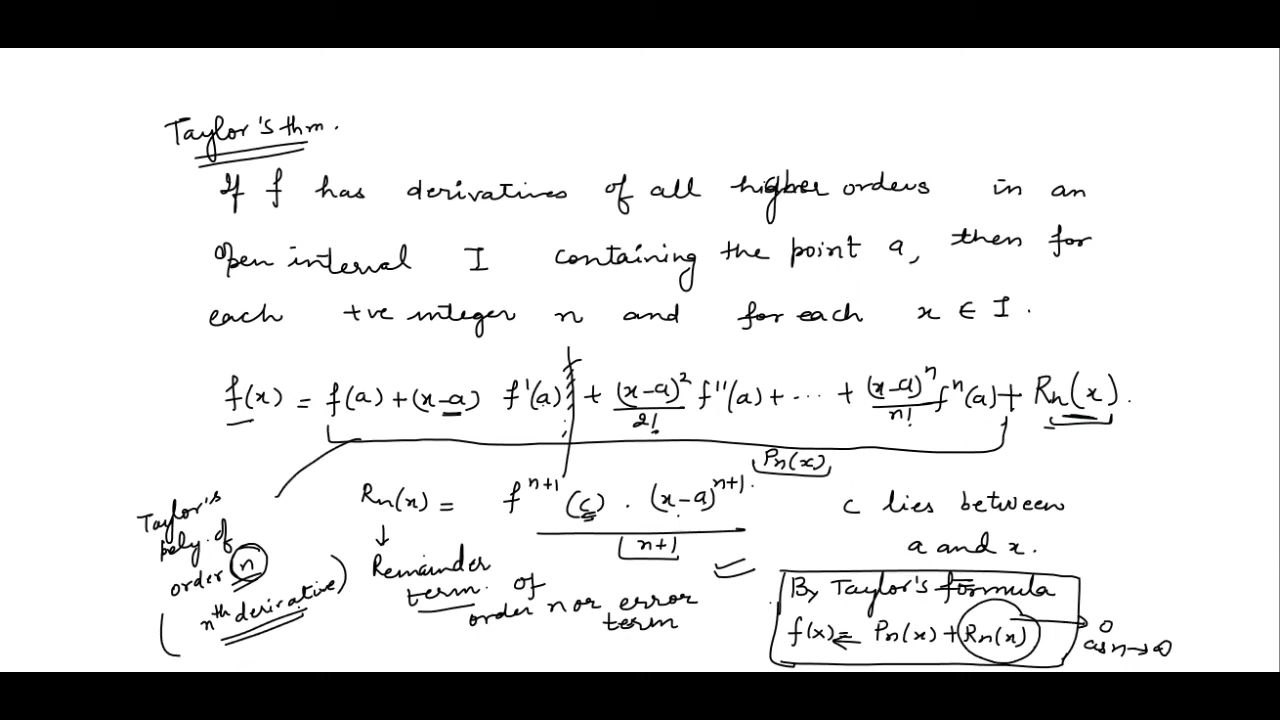 Taylor's thm.
If f has derivatives of all higher orders in an
open interval I containing the point a, then for
each +ve integer n and for each x ∈ I.
f(x) = f(a) + (x-a) f'(a) + (x-a)²/2! f''(a) + ... + (x-a)ⁿ/n! fⁿ(a) + Rn(x).
Pn(x)
Taylor's
poly. of
order n
(nth derivative)
Rn(x) = fⁿ⁺¹(c) . (x-a)ⁿ⁺¹ / |n+1.
↓
Remainder
term of
order n or error
term
c lies between
a and x.
By Taylor's formula
f(x) = Pn(x) + Rn(x) → 0
as n → ∞